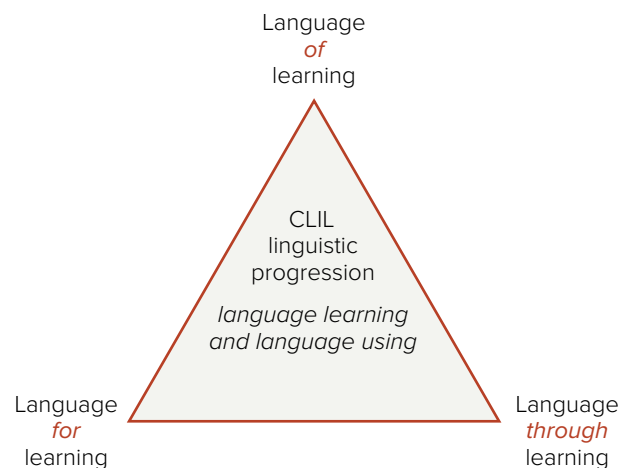 Language
of
learning
CLIL
linguistic
progression
language learning
and language using
Language
for
learning
Language
through
learning